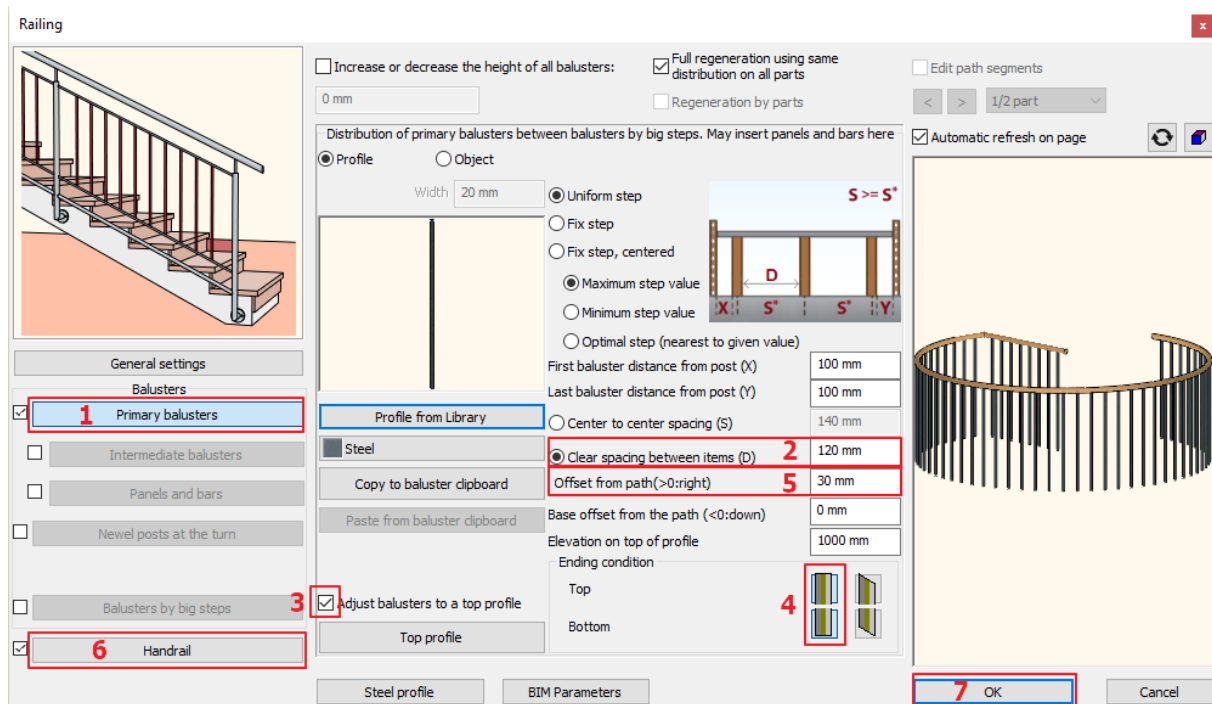 Railing
x
Increase or decrease the height of all balusters:
0 mm
Full regeneration using same
distribution on all parts
Regeneration by parts
Edit path segments
< > 1/2 part
Automatic refresh on page
General settings
Balusters
1 Primary balusters
Intermediate balusters
Panels and bars
Newel posts at the turn
Balusters by big steps
6 Handrail
Distribution of primary balusters between balusters by big steps. May insert panels and bars here
Profile Object
Width 20 mm
Profile from Library
Steel
Copy to baluster clipboard
Paste from baluster clipboard
3 Adjust balusters to a top profile
Top profile
Uniform step
Fix step
Fix step, centered
Maximum step value
Minimum step value
Optimal step (nearest to given value)
S >= S*
D
X S* S* Y
First baluster distance from post (X) 100 mm
Last baluster distance from post (Y) 100 mm
Center to center spacing (S) 140 mm
Clear spacing between items (D) 2 120 mm
Offset from path(>0:right) 5 30 mm
Base offset from the path (<0:down) 0 mm
Elevation on top of profile 1000 mm
Ending condition
Top
4
Bottom
Steel profile BIM Parameters
7 OK Cancel